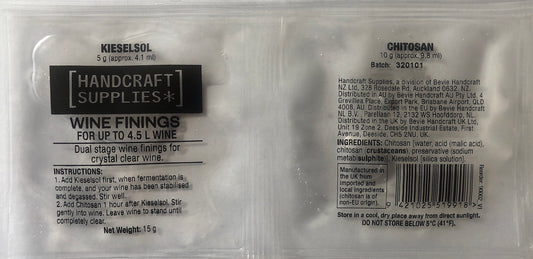 KIESELSOL
5 g (approx. 4.1 ml)
[HANDCRAFT
SUPPLIES*]
WINE FININGS
FOR UP TO 4.5 L WINE
Dual stage wine finings for
crystal clear wine.
INSTRUCTIONS:
1. Add Kieselsol first, when fermentation is
complete, and your wine has been stabilised
and degassed. Stir well.
2. Add Chitosan 1 hour after Kieselsol. Stir
gently into wine. Leave wine to stand until
completely clear.
Net Weight: 15 g
CHITOSAN
10 g (approx. 9.8 ml)
Batch: 320101
Handcraft Supplies, a division of Bevie Handcraft
NZ Ltd, 328 Rosedale Rd, Auckland 0632, NZ.
Distributed in AU by Bevie Handcraft AU Pty Ltd, 4
Grevillea Place, Export Park, Brisbane Airport, QLD
4008, AU. Distributed in EU by Bevie Handcraft
NL B.V., Parellaan 12, 2132 WS Hoofddorp, NL.
Distributed in the UK by Bevie Handcraft UK Ltd,
Unit 19 Zone 2, Deeside Industrial Estate, First
Avenue, Deeside, CH5 2NU, UK.
INGREDIENTS: Chitosan [water, acid (malic acid),
chitosan (crustaceans), preservative (sodium
metabisulphite)], Kieselsol [silica solution].
Manufactured in
the UK from
imported and
local ingredients
(chitosan is of
non-EU origin).
9 421025 519918
Reorder: 90067 V1
Store in a cool, dry place away from direct sunlight.
DO NOT STORE BELOW 5°C (41°F).